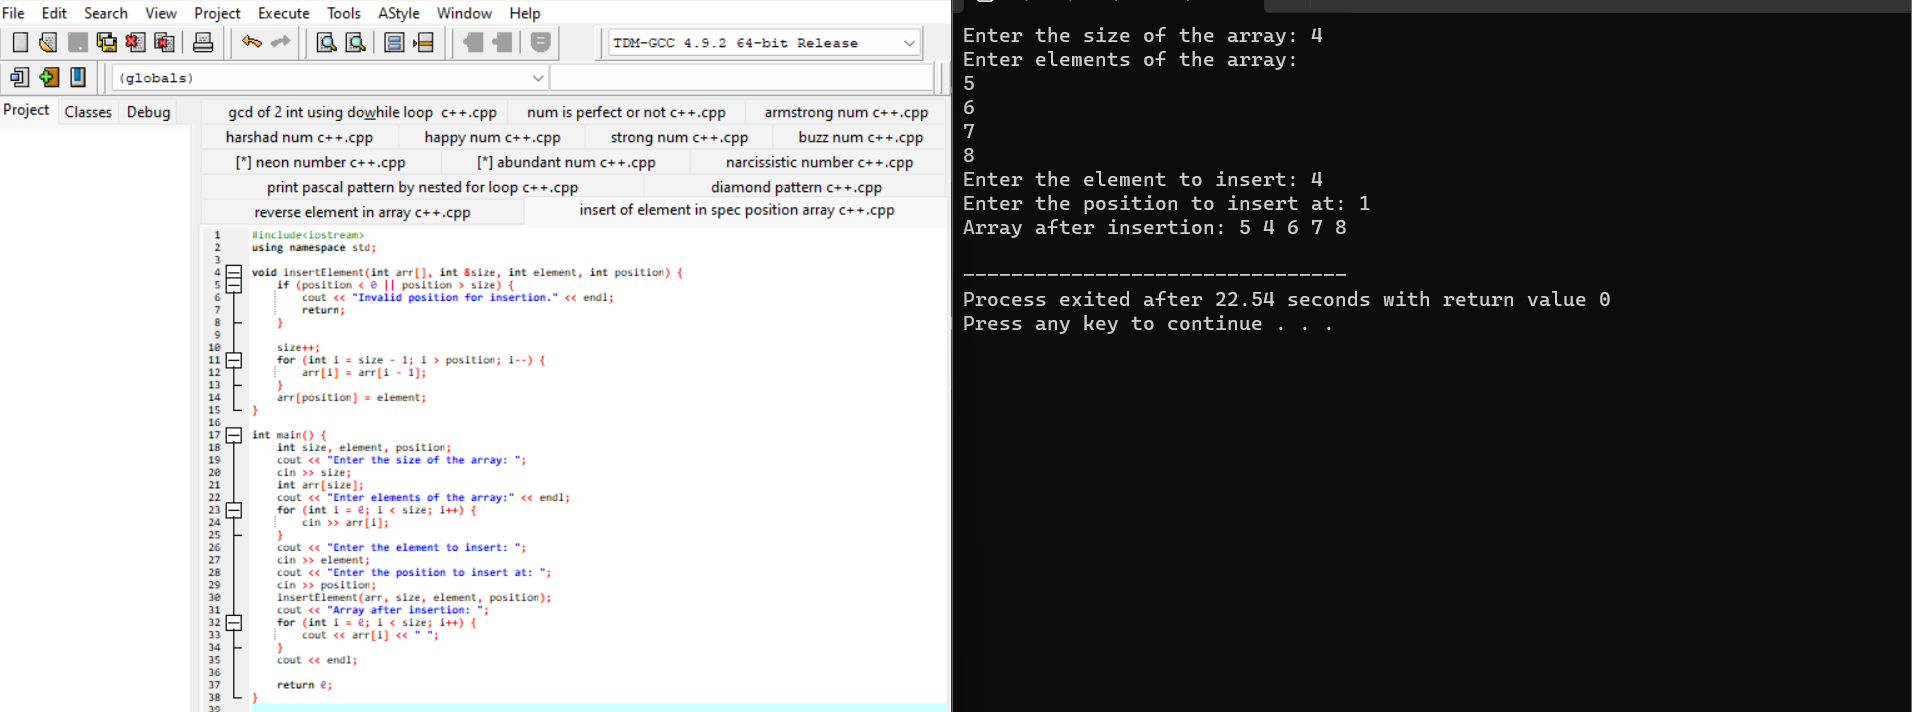 File Edit Search View Project Execute Tools AStyle Window Help
TDM-GCC 4.9.2 64-bit Release
(globals)
Project Classes Debug
gcd of 2 int using dowhile loop c++.cpp num is perfect or not c++.cpp armstrong num c++.cpp
harshad num c++.cpp happy num c++.cpp strong num c++.cpp buzz num c++.cpp
[*] neon number c++.cpp [*] abundant num c++.cpp narcissistic number c++.cpp
print pascal pattern by nested for loop c++.cpp diamond pattern c++.cpp
reverse element in array c++.cpp insert of element in spec position array c++.cpp
1 #include<iostream>
2 using namespace std;
3
4 void insertElement(int arr[], int &size, int element, int position) {
5 if (position < 0 || position > size) {
6 cout << "Invalid position for insertion." << endl;
7 return;
8 }
9
10 size++;
11 for (int i = size - 1; i > position; i--) {
12 arr[i] = arr[i - 1];
13 }
14 arr[position] = element;
15 }
16
17 int main() {
18 int size, element, position;
19 cout << "Enter the size of the array: ";
20 cin >> size;
21 int arr[size];
22 cout << "Enter elements of the array:" << endl;
23 for (int i = 0; i < size; i++) {
24 cin >> arr[i];
25 }
26 cout << "Enter the element to insert: ";
27 cin >> element;
28 cout << "Enter the position to insert at: ";
29 cin >> position;
30 insertElement(arr, size, element, position);
31 cout << "Array after insertion: ";
32 for (int i = 0; i < size; i++) {
33 cout << arr[i] << " ";
34 }
35 cout << endl;
36
37 return 0;
38 }
39
Enter the size of the array: 4
Enter elements of the array:
5
6
7
8
Enter the element to insert: 4
Enter the position to insert at: 1
Array after insertion: 5 4 6 7 8
--------------------------------
Process exited after 22.54 seconds with return value 0
Press any key to continue . . .